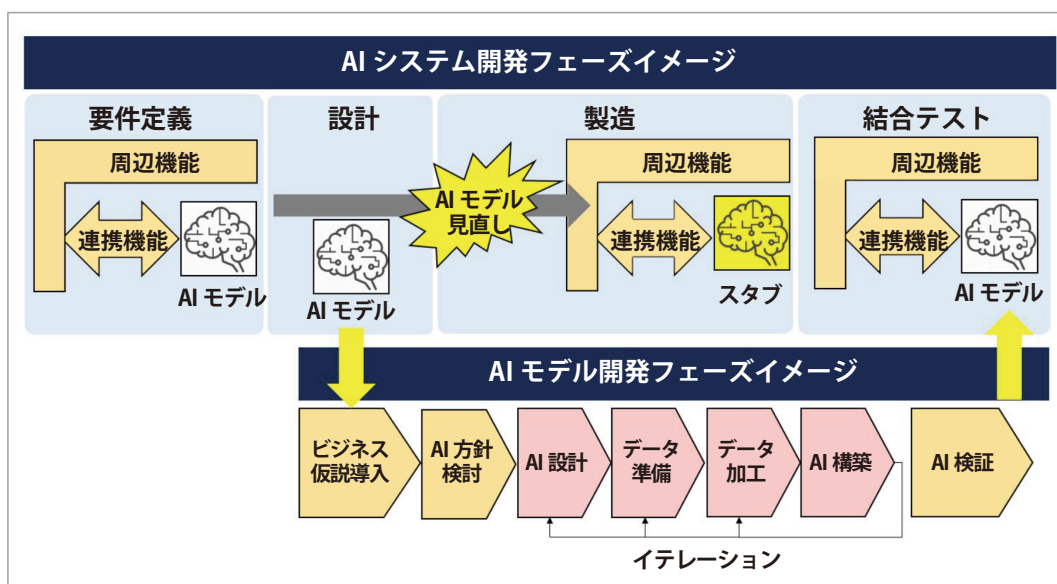 AI システム開発フェーズイメージ
要件定義
設計
製造
結合テスト
周辺機能
連携機能
AI モデル
AI モデル
AI モデル
見直し
周辺機能
連携機能
スタブ
周辺機能
連携機能
AI モデル
AI モデル開発フェーズイメージ
ビジネス
仮説導入
AI 方針
検討
AI 設計
データ
準備
データ
加工
AI 構築
AI 検証
イテレーション